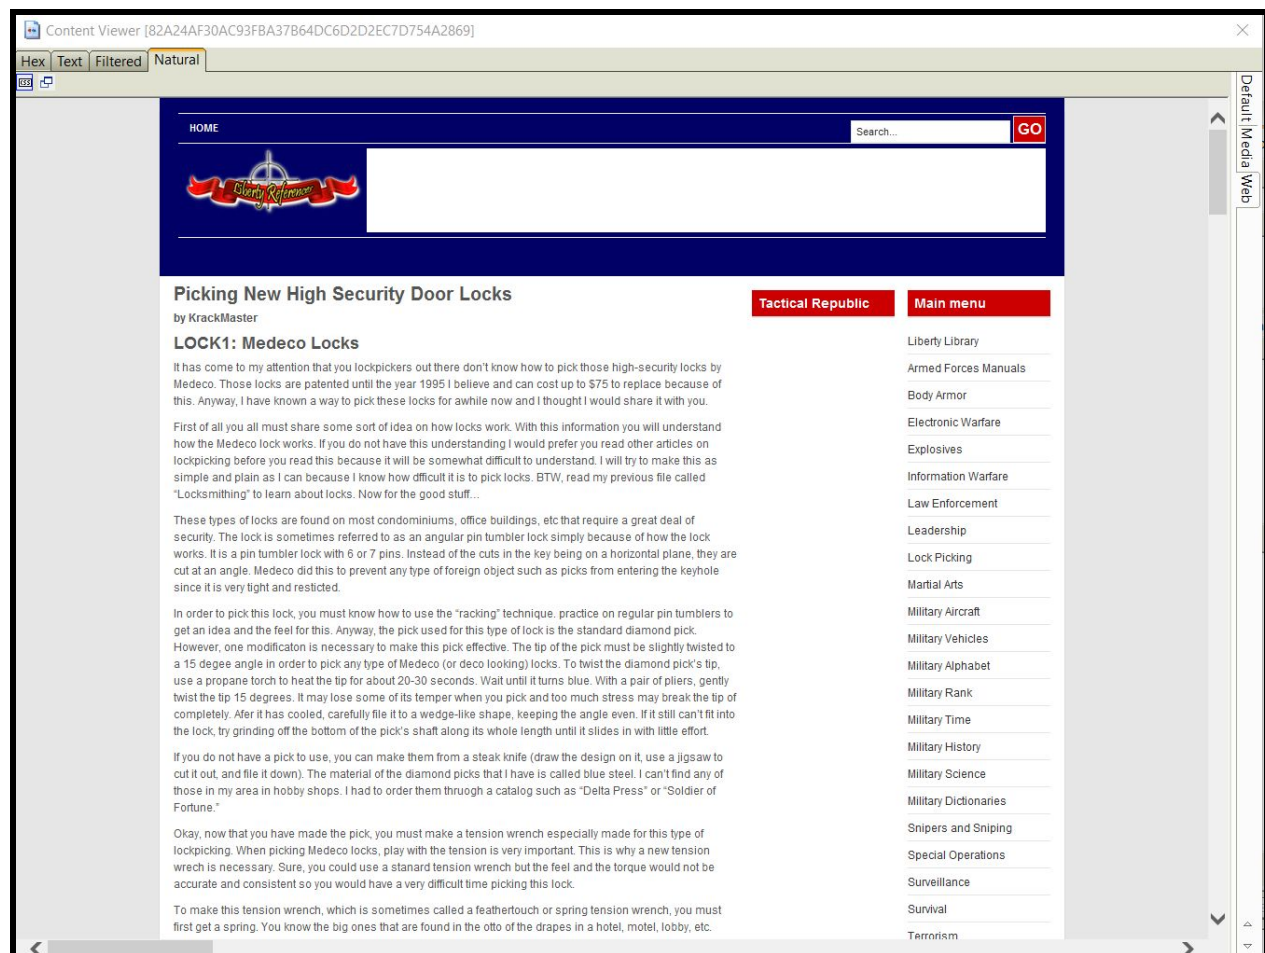 Content Viewer [82A24AF30AC93FBA37B64DC6D2D2EC7D754A2869]
Hex Text Filtered Natural
Default Media Web
HOME
Search...
GO
Liberty References
Picking New High Security Door Locks
by KrackMaster
LOCK1: Medeco Locks
It has come to my attention that you lockpickers out there don't know how to pick those high-security locks by
Medeco. Those locks are patented until the year 1995 I believe and can cost up to $75 to replace because of
this. Anyway, I have known a way to pick these locks for awhile now and I thought I would share it with you.
First of all you all must share some sort of idea on how locks work. With this information you will understand
how the Medeco lock works. If you do not have this understanding I would prefer you read other articles on
lockpicking before you read this because it will be somewhat difficult to understand. I will try to make this as
simple and plain as I can because I know how dfficult it is to pick locks. BTW, read my previous file called
“Locksmithing” to learn about locks. Now for the good stuff…
These types of locks are found on most condominiums, office buildings, etc that require a great deal of
security. The lock is sometimes referred to as an angular pin tumbler lock simply because of how the lock
works. It is a pin tumbler lock with 6 or 7 pins. Instead of the cuts in the key being on a horizontal plane, they are
cut at an angle. Medeco did this to prevent any type of foreign object such as picks from entering the keyhole
since it is very tight and resticted.
In order to pick this lock, you must know how to use the “racking” technique. practice on regular pin tumblers to
get an idea and the feel for this. Anyway, the pick used for this type of lock is the standard diamond pick.
However, one modificaton is necessary to make this pick effective. The tip of the pick must be slightly twisted to
a 15 degee angle in order to pick any type of Medeco (or deco looking) locks. To twist the diamond pick's tip,
use a propane torch to heat the tip for about 20-30 seconds. Wait until it turns blue. With a pair of pliers, gently
twist the tip 15 degrees. It may lose some of its temper when you pick and too much stress may break the tip of
completely. Afer it has cooled, carefully file it to a wedge-like shape, keeping the angle even. If it still can't fit into
the lock, try grinding off the bottom of the pick's shaft along its whole length until it slides in with little effort.
If you do not have a pick to use, you can make them from a steak knife (draw the design on it, use a jigsaw to
cut it out, and file it down). The material of the diamond picks that I have is called blue steel. I can't find any of
those in my area in hobby shops. I had to order them thruogh a catalog such as “Delta Press” or “Soldier of
Fortune.”
Okay, now that you have made the pick, you must make a tension wrench especially made for this type of
lockpicking. When picking Medeco locks, play with the tension is very important. This is why a new tension
wrech is necessary. Sure, you could use a stanard tension wrench but the feel and the torque would not be
accurate and consistent so you would have a very difficult time picking this lock.
To make this tension wrench, which is sometimes called a feathertouch or spring tension wrench, you must
first get a spring. You know the big ones that are found in the otto of the drapes in a hotel, motel, lobby, etc.
Tactical Republic
Main menu
Liberty Library
Armed Forces Manuals
Body Armor
Electronic Warfare
Explosives
Information Warfare
Law Enforcement
Leadership
Lock Picking
Martial Arts
Military Aircraft
Military Vehicles
Military Alphabet
Military Rank
Military Time
Military History
Military Science
Military Dictionaries
Snipers and Sniping
Special Operations
Surveillance
Survival
Terrorism